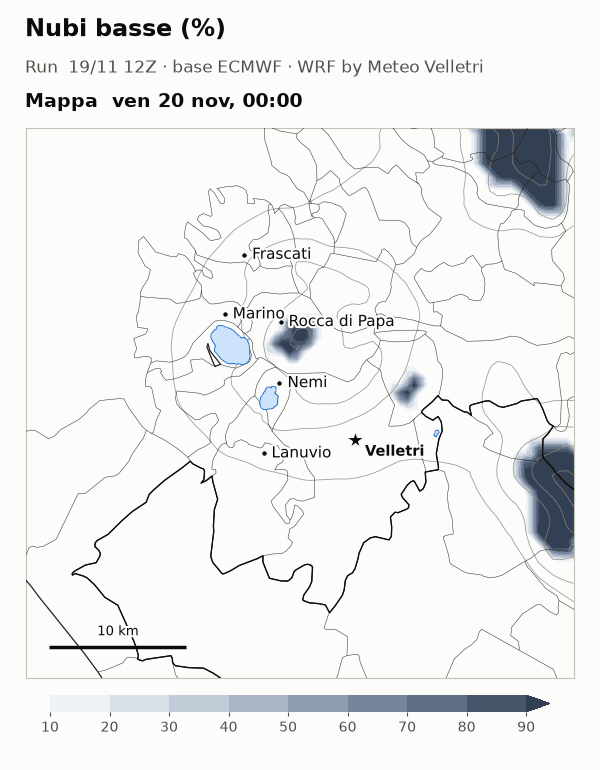 Nubi basse (%)
Run  19/11 12Z · base ECMWF · WRF by Meteo Velletri
Mappa  ven 20 nov, 00:00
Frascati
Marino
Rocca di Papa
Nemi
Velletri
Lanuvio
10 km
10 20 30 40 50 60 70 80 90